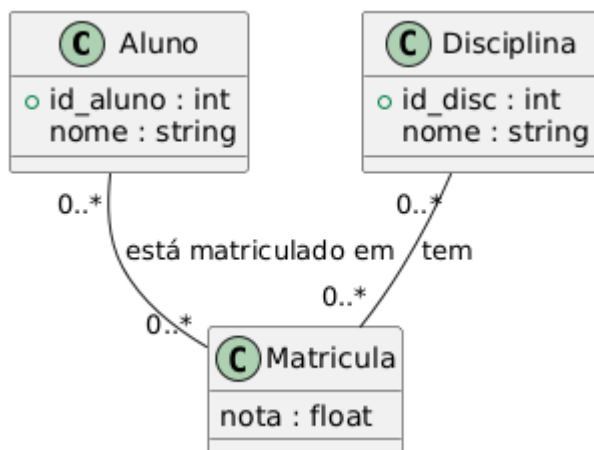 C Aluno
id_aluno : int
nome : string
C Disciplina
id_disc : int
nome : string
0..*
0..*
está matriculado em
tem
0..*
0..*
C Matricula
nota : float